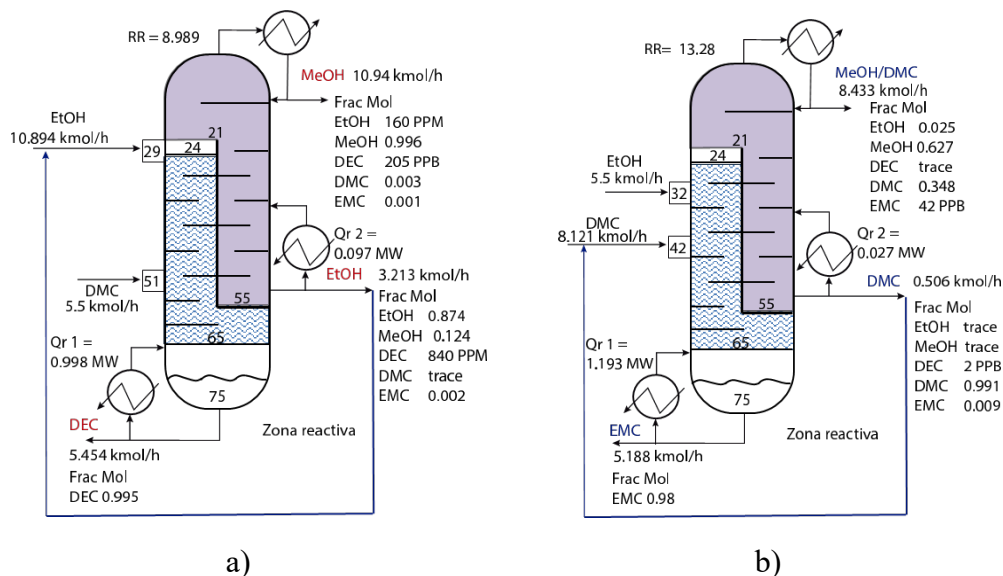 RR = 8.989
MeOH 10.94 kmol/h
Frac Mol
EtOH 160 PPM
MeOH 0.996
DEC 205 PPB
DMC 0.003
EMC 0.001
EtOH
10.894 kmol/h
21
24
29
Qr 2 =
0.097 MW
EtOH 3.213 kmol/h
Frac Mol
EtOH 0.874
MeOH 0.124
DEC 840 PPM
DMC trace
EMC 0.002
51
DMC
5.5 kmol/h
55
65
Qr 1 =
0.998 MW
75
DEC
5.454 kmol/h
Frac Mol
DEC 0.995
Zona reactiva
a)
RR= 13.28
MeOH/DMC
8.433 kmol/h
Frac Mol
EtOH 0.025
MeOH 0.627
DEC trace
DMC 0.348
EMC 42 PPB
21
24
EtOH
5.5 kmol/h
32
DMC
8.121 kmol/h
42
Qr 2 =
0.027 MW
DMC 0.506 kmol/h
Frac Mol
EtOH trace
MeOH trace
DEC 2 PPB
DMC 0.991
EMC 0.009
55
65
Qr 1 =
1.193 MW
75
EMC
5.188 kmol/h
Frac Mol
EMC 0.98
Zona reactiva
b)